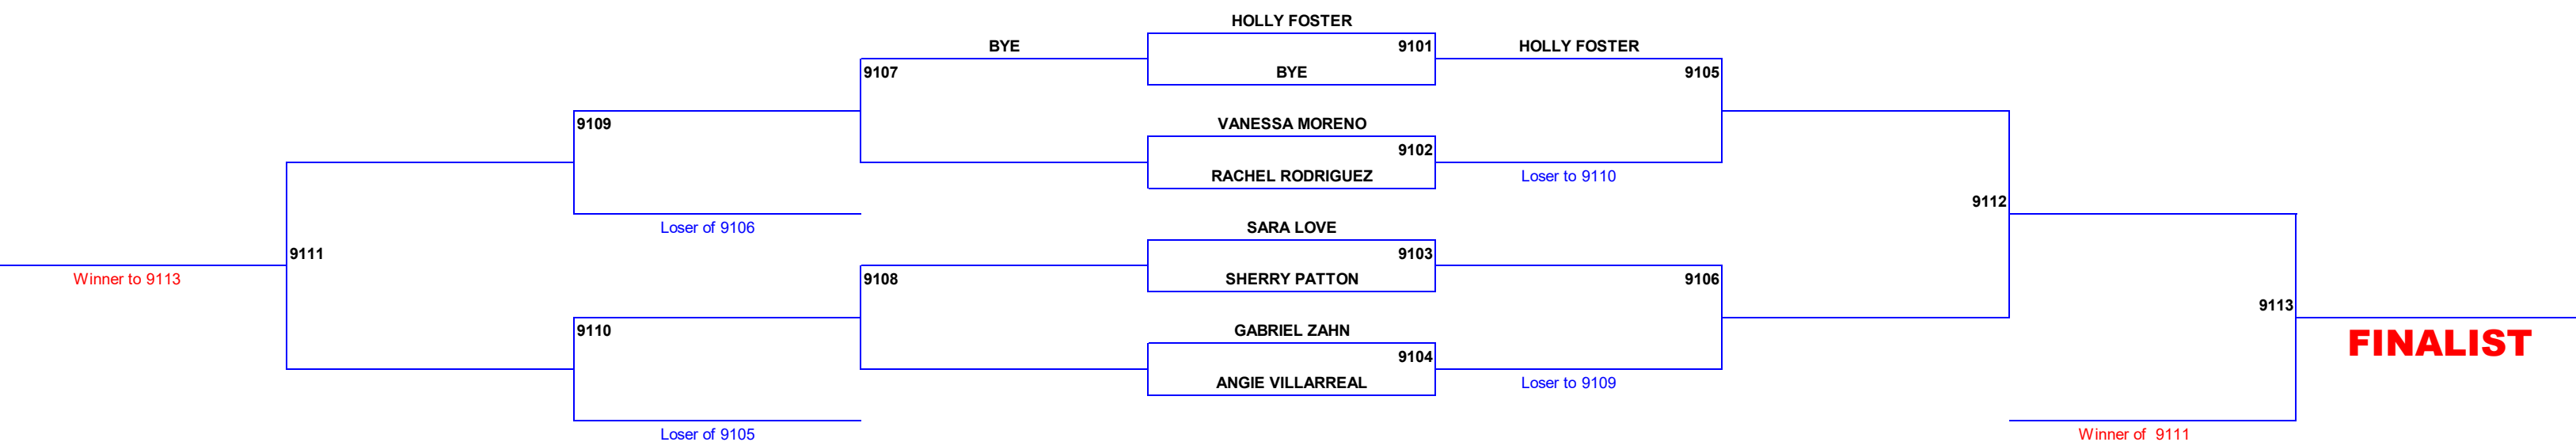 HOLLY FOSTER
BYE
9101
HOLLY FOSTER
9107
BYE
9105
9109
VANESSA MORENO
9102
RACHEL RODRIGUEZ
Loser to 9110
9112
Loser of 9106
SARA LOVE
9111
9103
Winner to 9113
9108
SHERRY PATTON
9106
9113
9110
GABRIEL ZAHN
FINALIST
9104
ANGIE VILLARREAL
Loser to 9109
Loser of 9105
Winner of 9111